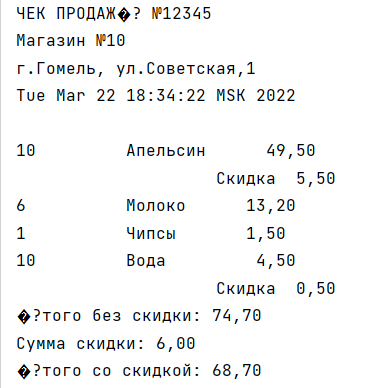 ЧЕК ПРОДАЖ�? №12345
Магазин №10
г.Гомель, ул.Советская,1
Tue Mar 22 18:34:22 MSK 2022
10 Апельсин 49,50
Скидка 5,50
6 Молоко 13,20
1 Чипсы 1,50
10 Вода 4,50
Скидка 0,50
�?того без скидки: 74,70
Сумма скидки: 6,00
�?того со скидкой: 68,70